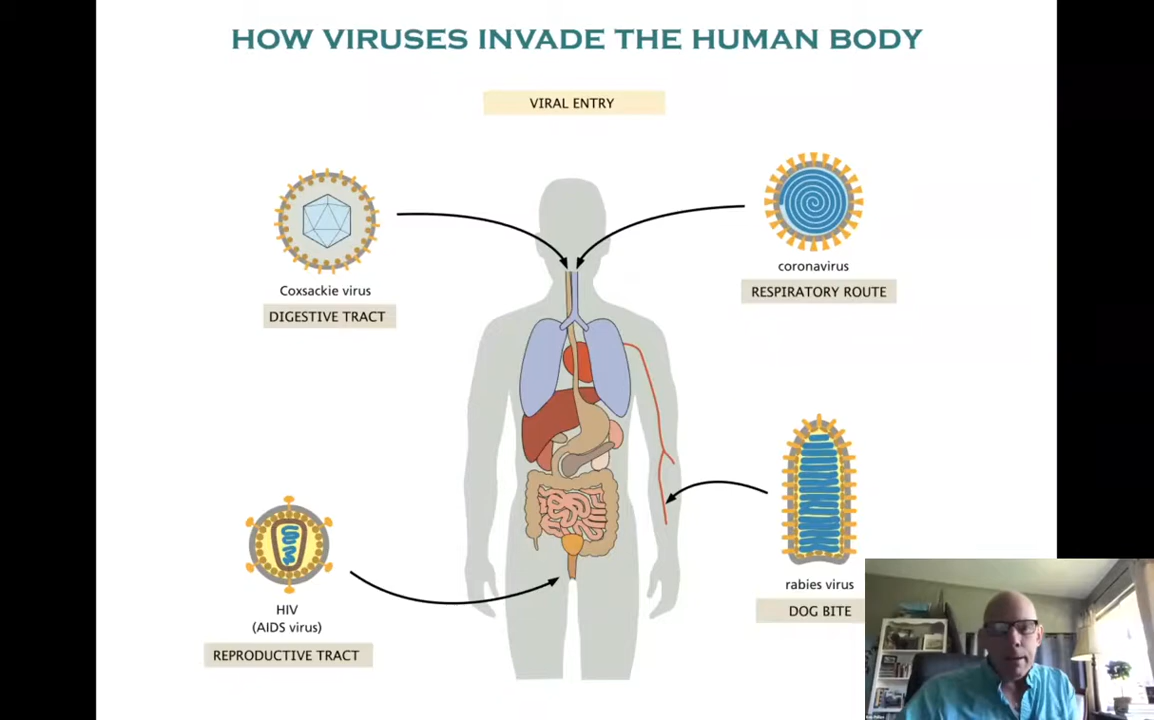 HOW VIRUSES INVADE THE HUMAN BODY
VIRAL ENTRY
Coxsackie virus
DIGESTIVE TRACT
coronavirus
RESPIRATORY ROUTE
HIV
(AIDS virus)
REPRODUCTIVE TRACT
rabies virus
DOG BITE